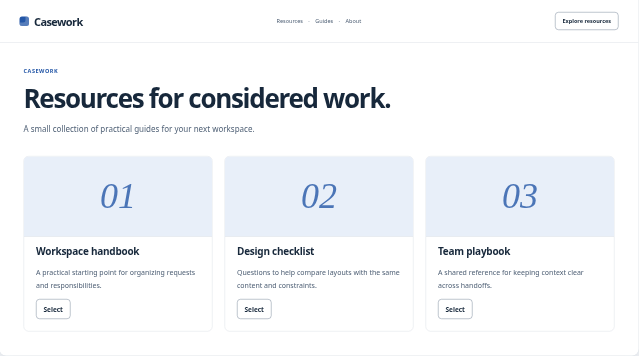 Casework
Resources · Guides · About
Explore resources
CASEWORK
Resources for considered work.
A small collection of practical guides for your next workspace.
01
02
03
Workspace handbook
A practical starting point for organizing requests
and responsibilities.
Select
Design checklist
Questions to help compare layouts with the same
content and constraints.
Select
Team playbook
A shared reference for keeping context clear
across handoffs.
Select